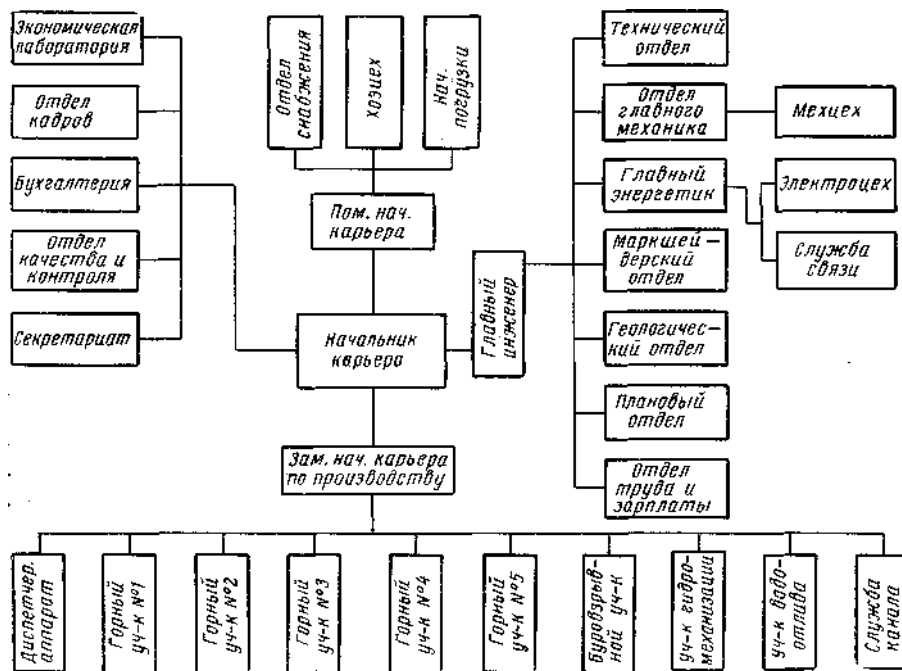 Экономическая
лаборатория
Отдел
кадров
Бухгалтерия
Отдел
качества и
контроля
Секретариат
Отдел
снабжения
Хозцех
Нач.
погрузки
Пом. нач.
карьера
Начальник
карьера
Главный
инженер
Зам. нач. карьера
по производству
Технический
отдел
Отдел
главного
механика
Мехцех
Главный
энергетик
Электроцех
Служба
связи
Маркшей –
дерский
отдел
Геологичес–
кий отдел
Плановый
отдел
Отдел
труда и
зарплаты
Диспетчер.
аппарат
Горный
уч-к №1
Горный
уч-к №2
Горный
уч-к №3
Горный
уч-к №4
Горный
уч-к №5
Буровзрыв-
ной уч-к
Уч-к гидро-
механизации
Уч-к водо-
отлива
Служба
канала